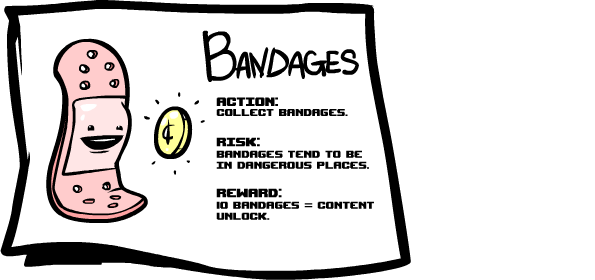 BANDAGES
ACTION:
COLLECT BANDAGES.
RISK:
BANDAGES TEND TO BE
IN DANGEROUS PLACES.
REWARD:
10 BANDAGES = CONTENT
UNLOCK.
¢